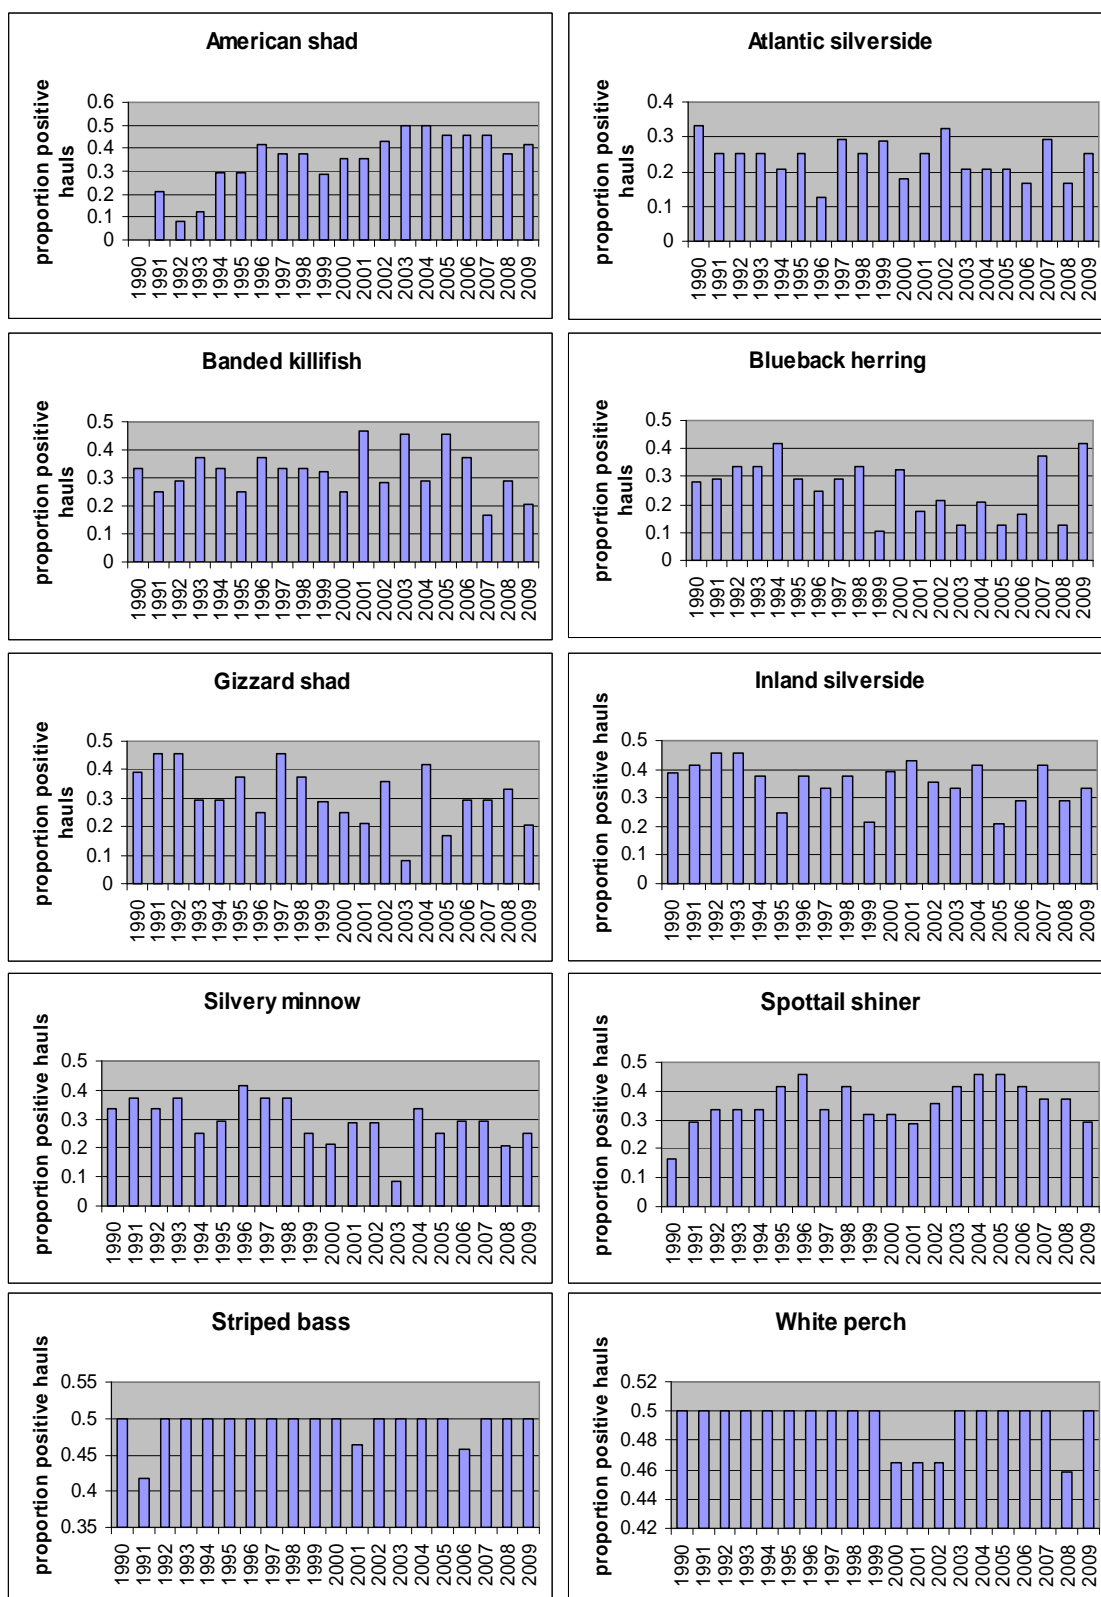 American shad
proportion positive
hauls
0.6
0.5
0.4
0.3
0.2
0.1
0
1990 1991 1992 1993 1994 1995 1996 1997 1998 1999 2000 2001 2002 2003 2004 2005 2006 2007 2008 2009
Atlantic silverside
proportion positive
hauls
0.4
0.3
0.2
0.1
0
1990 1991 1992 1993 1994 1995 1996 1997 1998 1999 2000 2001 2002 2003 2004 2005 2006 2007 2008 2009
Banded killifish
proportion positive
hauls
0.5
0.4
0.3
0.2
0.1
0
1990 1991 1992 1993 1994 1995 1996 1997 1998 1999 2000 2001 2002 2003 2004 2005 2006 2007 2008 2009
Blueback herring
proportion positive
hauls
0.5
0.4
0.3
0.2
0.1
0
1990 1991 1992 1993 1994 1995 1996 1997 1998 1999 2000 2001 2002 2003 2004 2005 2006 2007 2008 2009
Gizzard shad
proportion positive
hauls
0.5
0.4
0.3
0.2
0.1
0
1990 1991 1992 1993 1994 1995 1996 1997 1998 1999 2000 2001 2002 2003 2004 2005 2006 2007 2008 2009
Inland silverside
proportion positive hauls
0.5
0.4
0.3
0.2
0.1
0
1990 1991 1992 1993 1994 1995 1996 1997 1998 1999 2000 2001 2002 2003 2004 2005 2006 2007 2008 2009
Silvery minnow
proportion positive hauls
0.5
0.4
0.3
0.2
0.1
0
1990 1991 1992 1993 1994 1995 1996 1997 1998 1999 2000 2001 2002 2003 2004 2005 2006 2007 2008 2009
Spottail shiner
proportion positive hauls
0.5
0.4
0.3
0.2
0.1
0
1990 1991 1992 1993 1994 1995 1996 1997 1998 1999 2000 2001 2002 2003 2004 2005 2006 2007 2008 2009
Striped bass
proportion positive hauls
0.55
0.5
0.45
0.4
0.35
1990 1991 1992 1993 1994 1995 1996 1997 1998 1999 2000 2001 2002 2003 2004 2005 2006 2007 2008 2009
White perch
proportion positive hauls
0.52
0.5
0.48
0.46
0.44
0.42
1990 1991 1992 1993 1994 1995 1996 1997 1998 1999 2000 2001 2002 2003 2004 2005 2006 2007 2008 2009